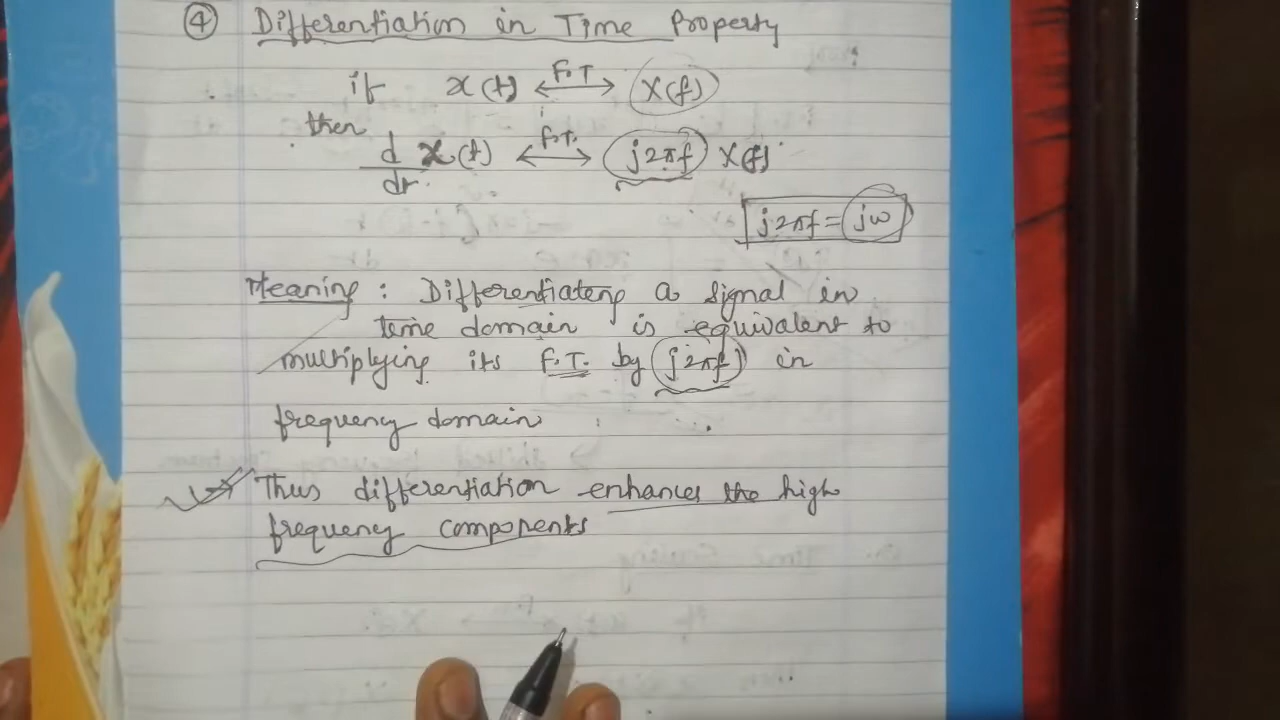 ④ Differentiation in Time Property
if x(t) ⟷ F.T X(f)
then
d/dt x(t) ⟷ F.T. j2πf X(f)
j2πf = jω
Meaning : Differentiating a signal in
time domain is equivalent to
multiplying its F.T. by j2πf in
frequency domain
Thus differentiation enhances the high
frequency components